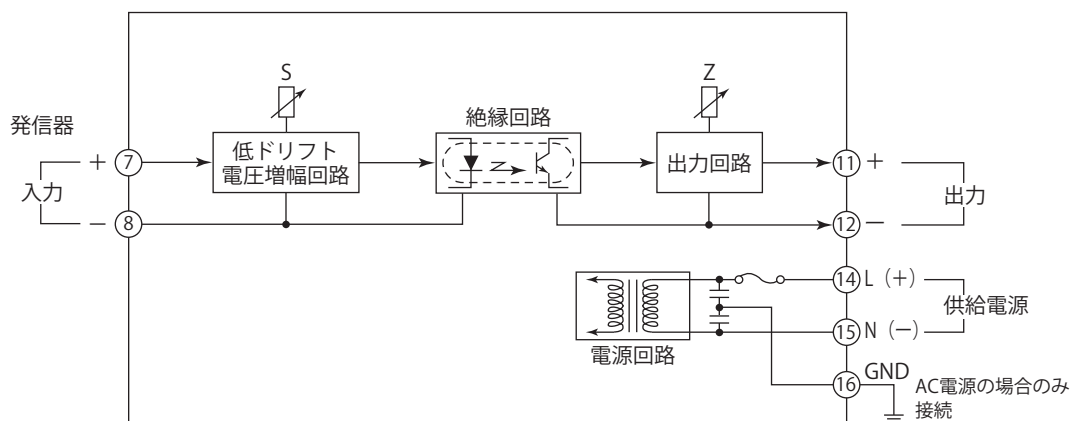 S
Z
発信器
絶縁回路
＋
7
低ドリフト
電圧増幅回路
出力回路
11
＋
入力
出力
－
8
12
－
14
L（＋）
供給電源
15
N（－）
電源回路
16
GND
AC電源の場合のみ
接続